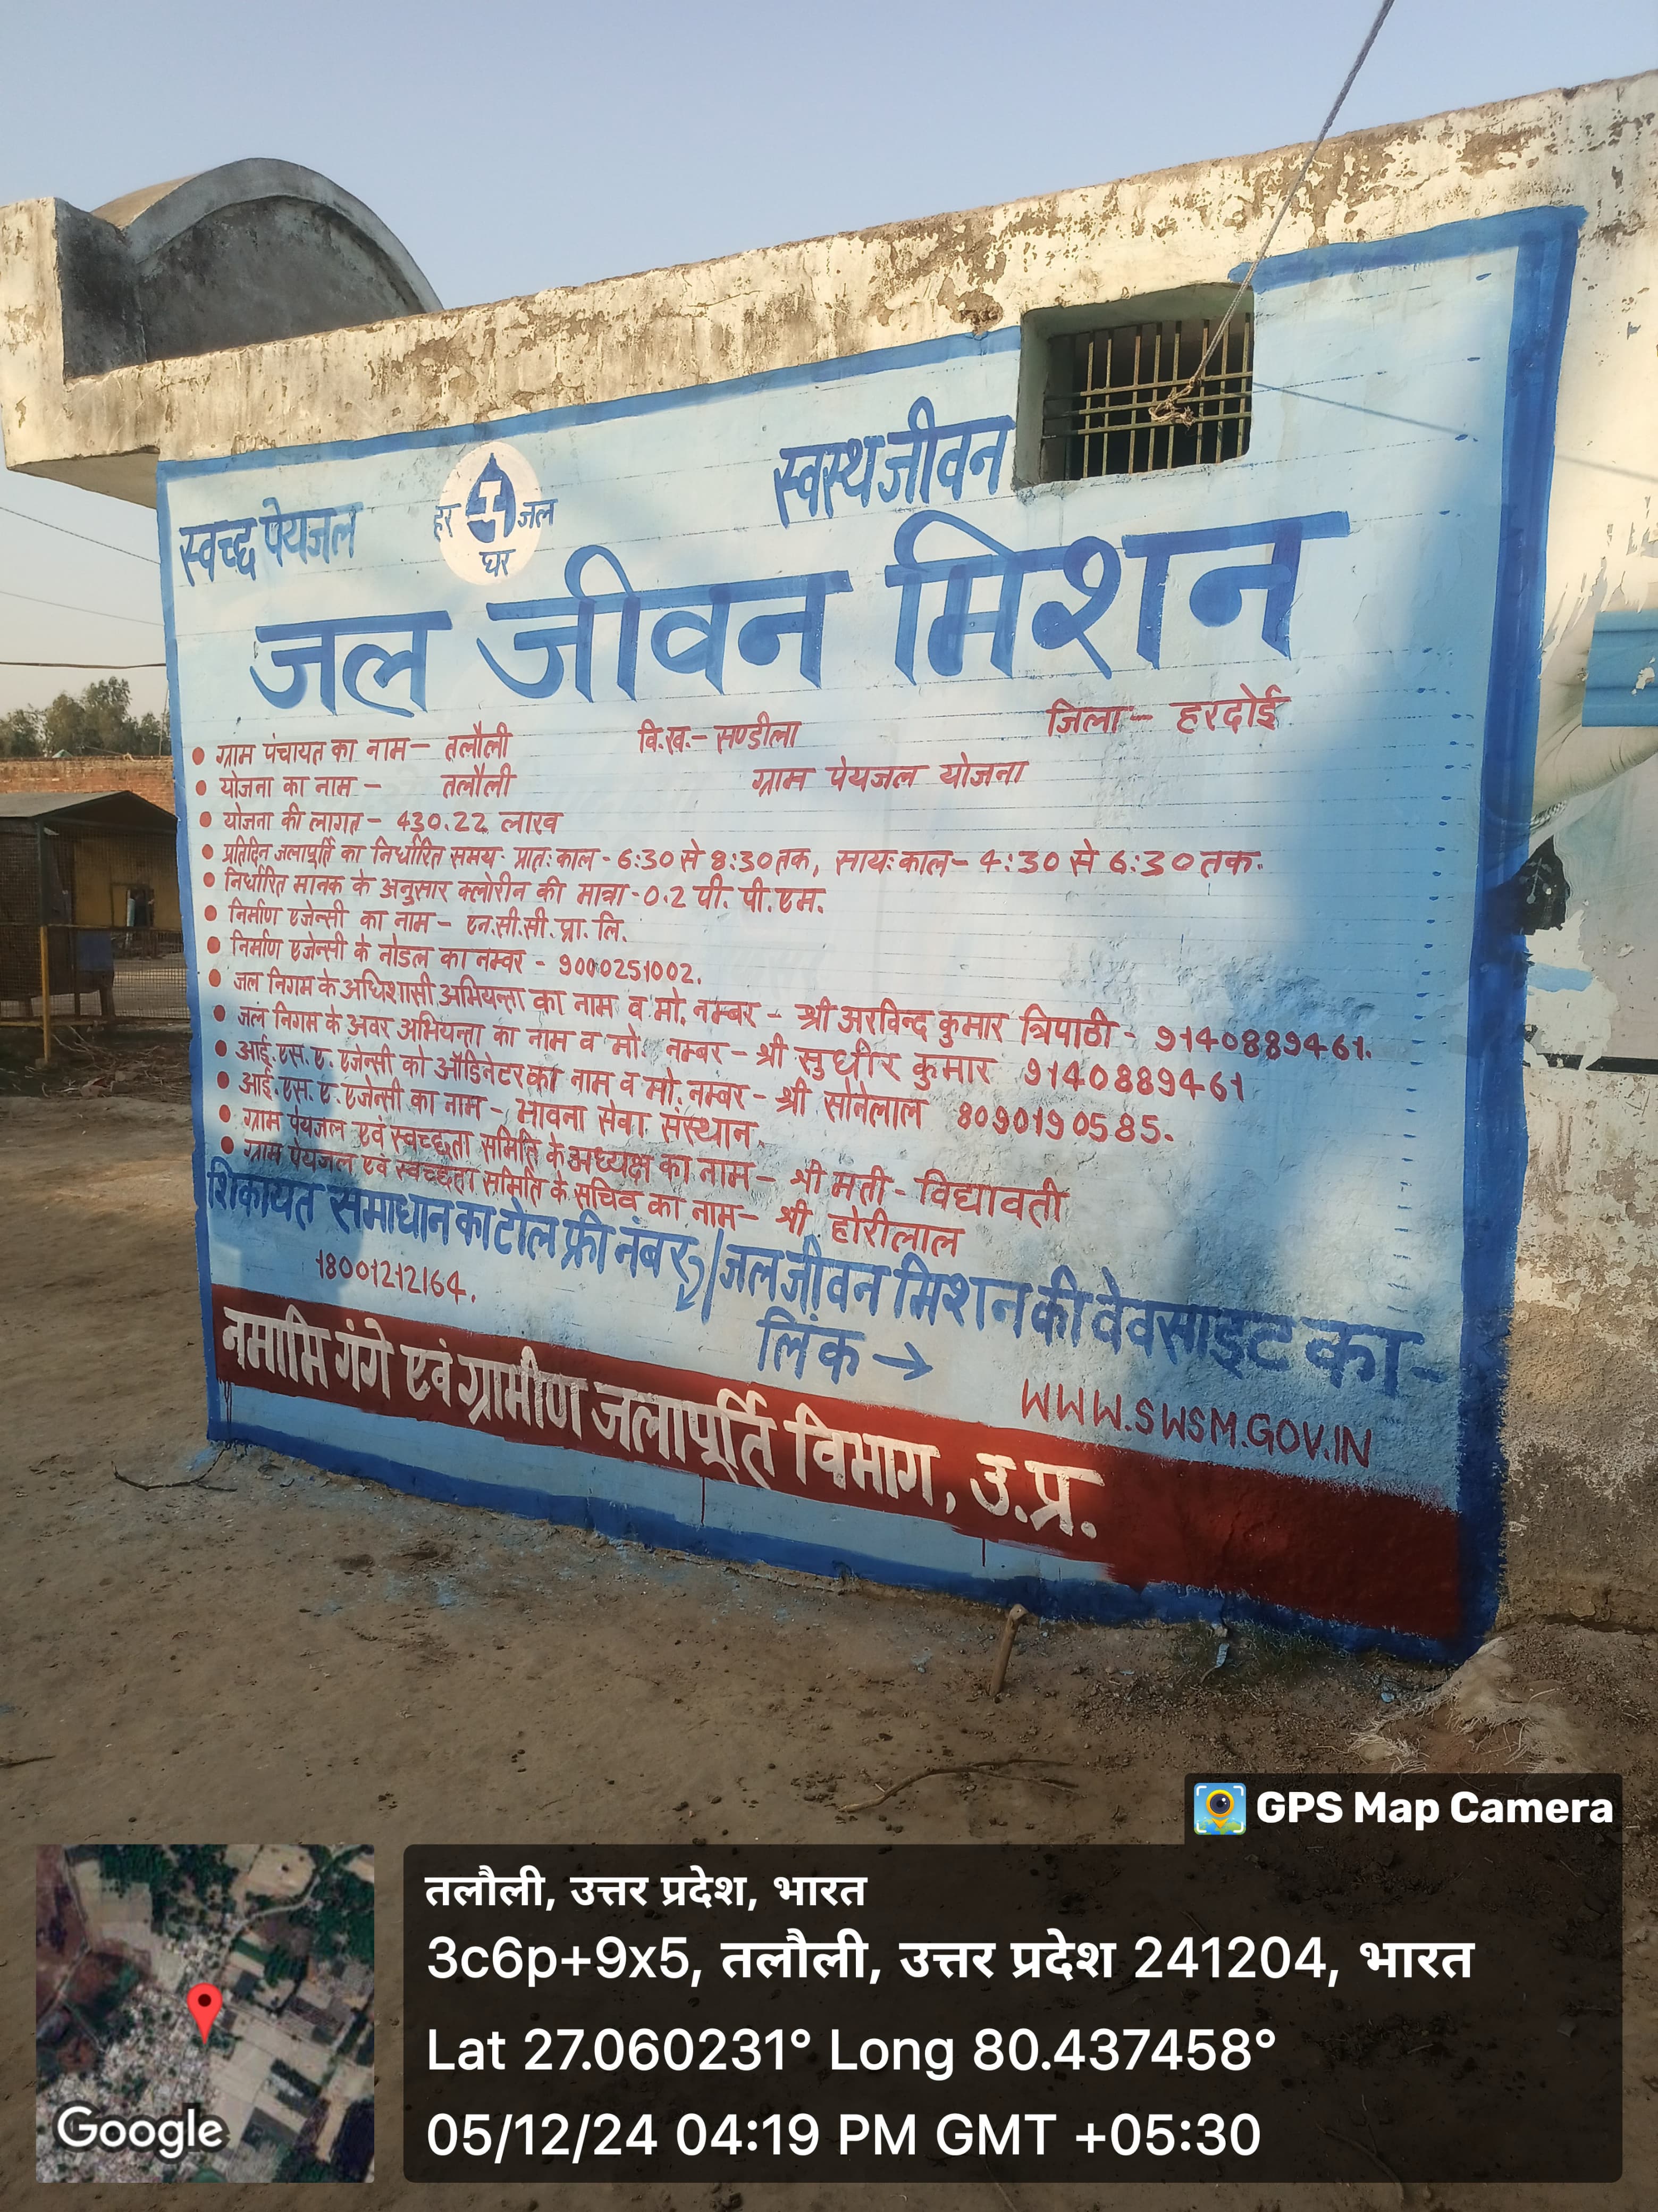 स्वच्छ पेयजल
हर घर जल
स्वस्थ जीवन
जल जीवन मिशन
• ग्राम पंचायत का नाम – तलौली वि.ख.– सण्डीला जिला – हरदोई
• योजना का नाम – तलौली ग्राम पेयजल योजना
• योजना की लागत – 430.22 लाख
• प्रतिदिन जलापूर्ति का निर्धारित समय- प्रातः काल - 6:30 से 8:30 तक, सायः काल – 4:30 से 6:30 तक.
• निर्धारित मानक के अनुसार क्लोरीन की मात्रा - 0.2 पी. पी. एम.
• निर्माण एजेन्सी का नाम – एन.सी.सी. प्रा. लि.
• निर्माण एजेन्सी के नोडल का नम्वर - 9000251002.
• जल निगम के अधिशासी अभियन्ता का नाम व मो. नम्बर – श्री अरविन्द कुमार त्रिपाठी - 9140889461.
• जल निगम के अवर अभियन्ता का नाम व मो. नम्बर – श्री सुधीर कुमार 9140889461
• आई.एस.ए. एजेन्सी को ऑडिनेटर का नाम व मो. नम्बर – श्री सोनेलाल 8090190585.
• आई.एस.ए. एजेन्सी का नाम – भावना सेवा संस्थान.
• ग्राम पेयजल एवं स्वच्छता समिति के अध्यक्ष का नाम – श्री मती - विद्यावती
• ग्राम पेयजल एवं स्वच्छता समिति के सचिव का नाम – श्री होरीलाल
शिकायत समाधान का टोल फ्री नंबर
18001212164.
जल जीवन मिशन की वेवसाइट का-
लिंक →
WWW.SWSM.GOV.IN
नमामि गंगे एवं ग्रामीण जलापूर्ति विभाग, उ.प्र.
GPS Map Camera
तलौली, उत्तर प्रदेश, भारत
3c6p+9x5, तलौली, उत्तर प्रदेश 241204, भारत
Lat 27.060231° Long 80.437458°
05/12/24 04:19 PM GMT +05:30
Google